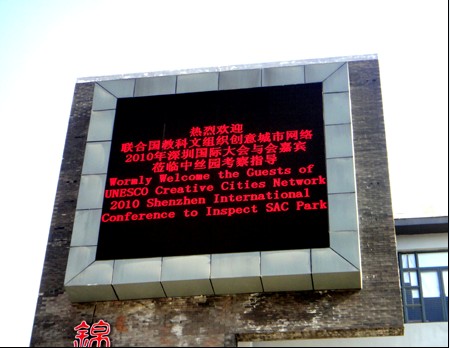 热烈欢迎
联合国教科文组织创意城市网络
2010年深圳国际大会与会嘉宾
莅临中丝园考察指导
Wormly Welcome the Guests of
UNESCO Creative Cities Network
2010 Shenzhen International
Conference to Inspect SAC Park
錦